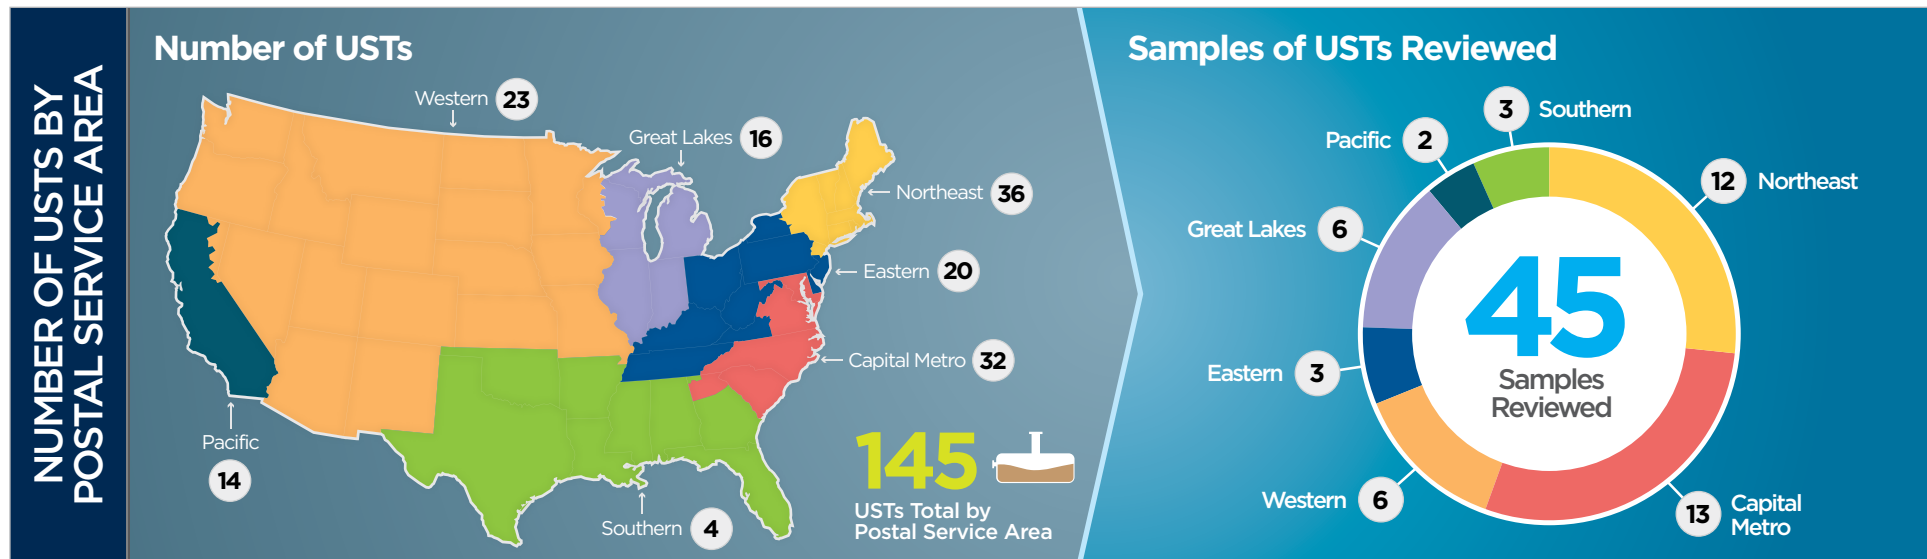 NUMBER OF USTS BY
POSTAL SERVICE AREA
Number of USTs
Western 23
Great Lakes 16
Northeast 36
Eastern 20
Capital Metro 32
Pacific
14
Southern 4
145
USTs Total by
Postal Service Area
Samples of USTs Reviewed
3 Southern
Pacific 2
12 Northeast
Great Lakes 6
Eastern 3
Western 6
13 Capital
Metro
45
Samples
Reviewed